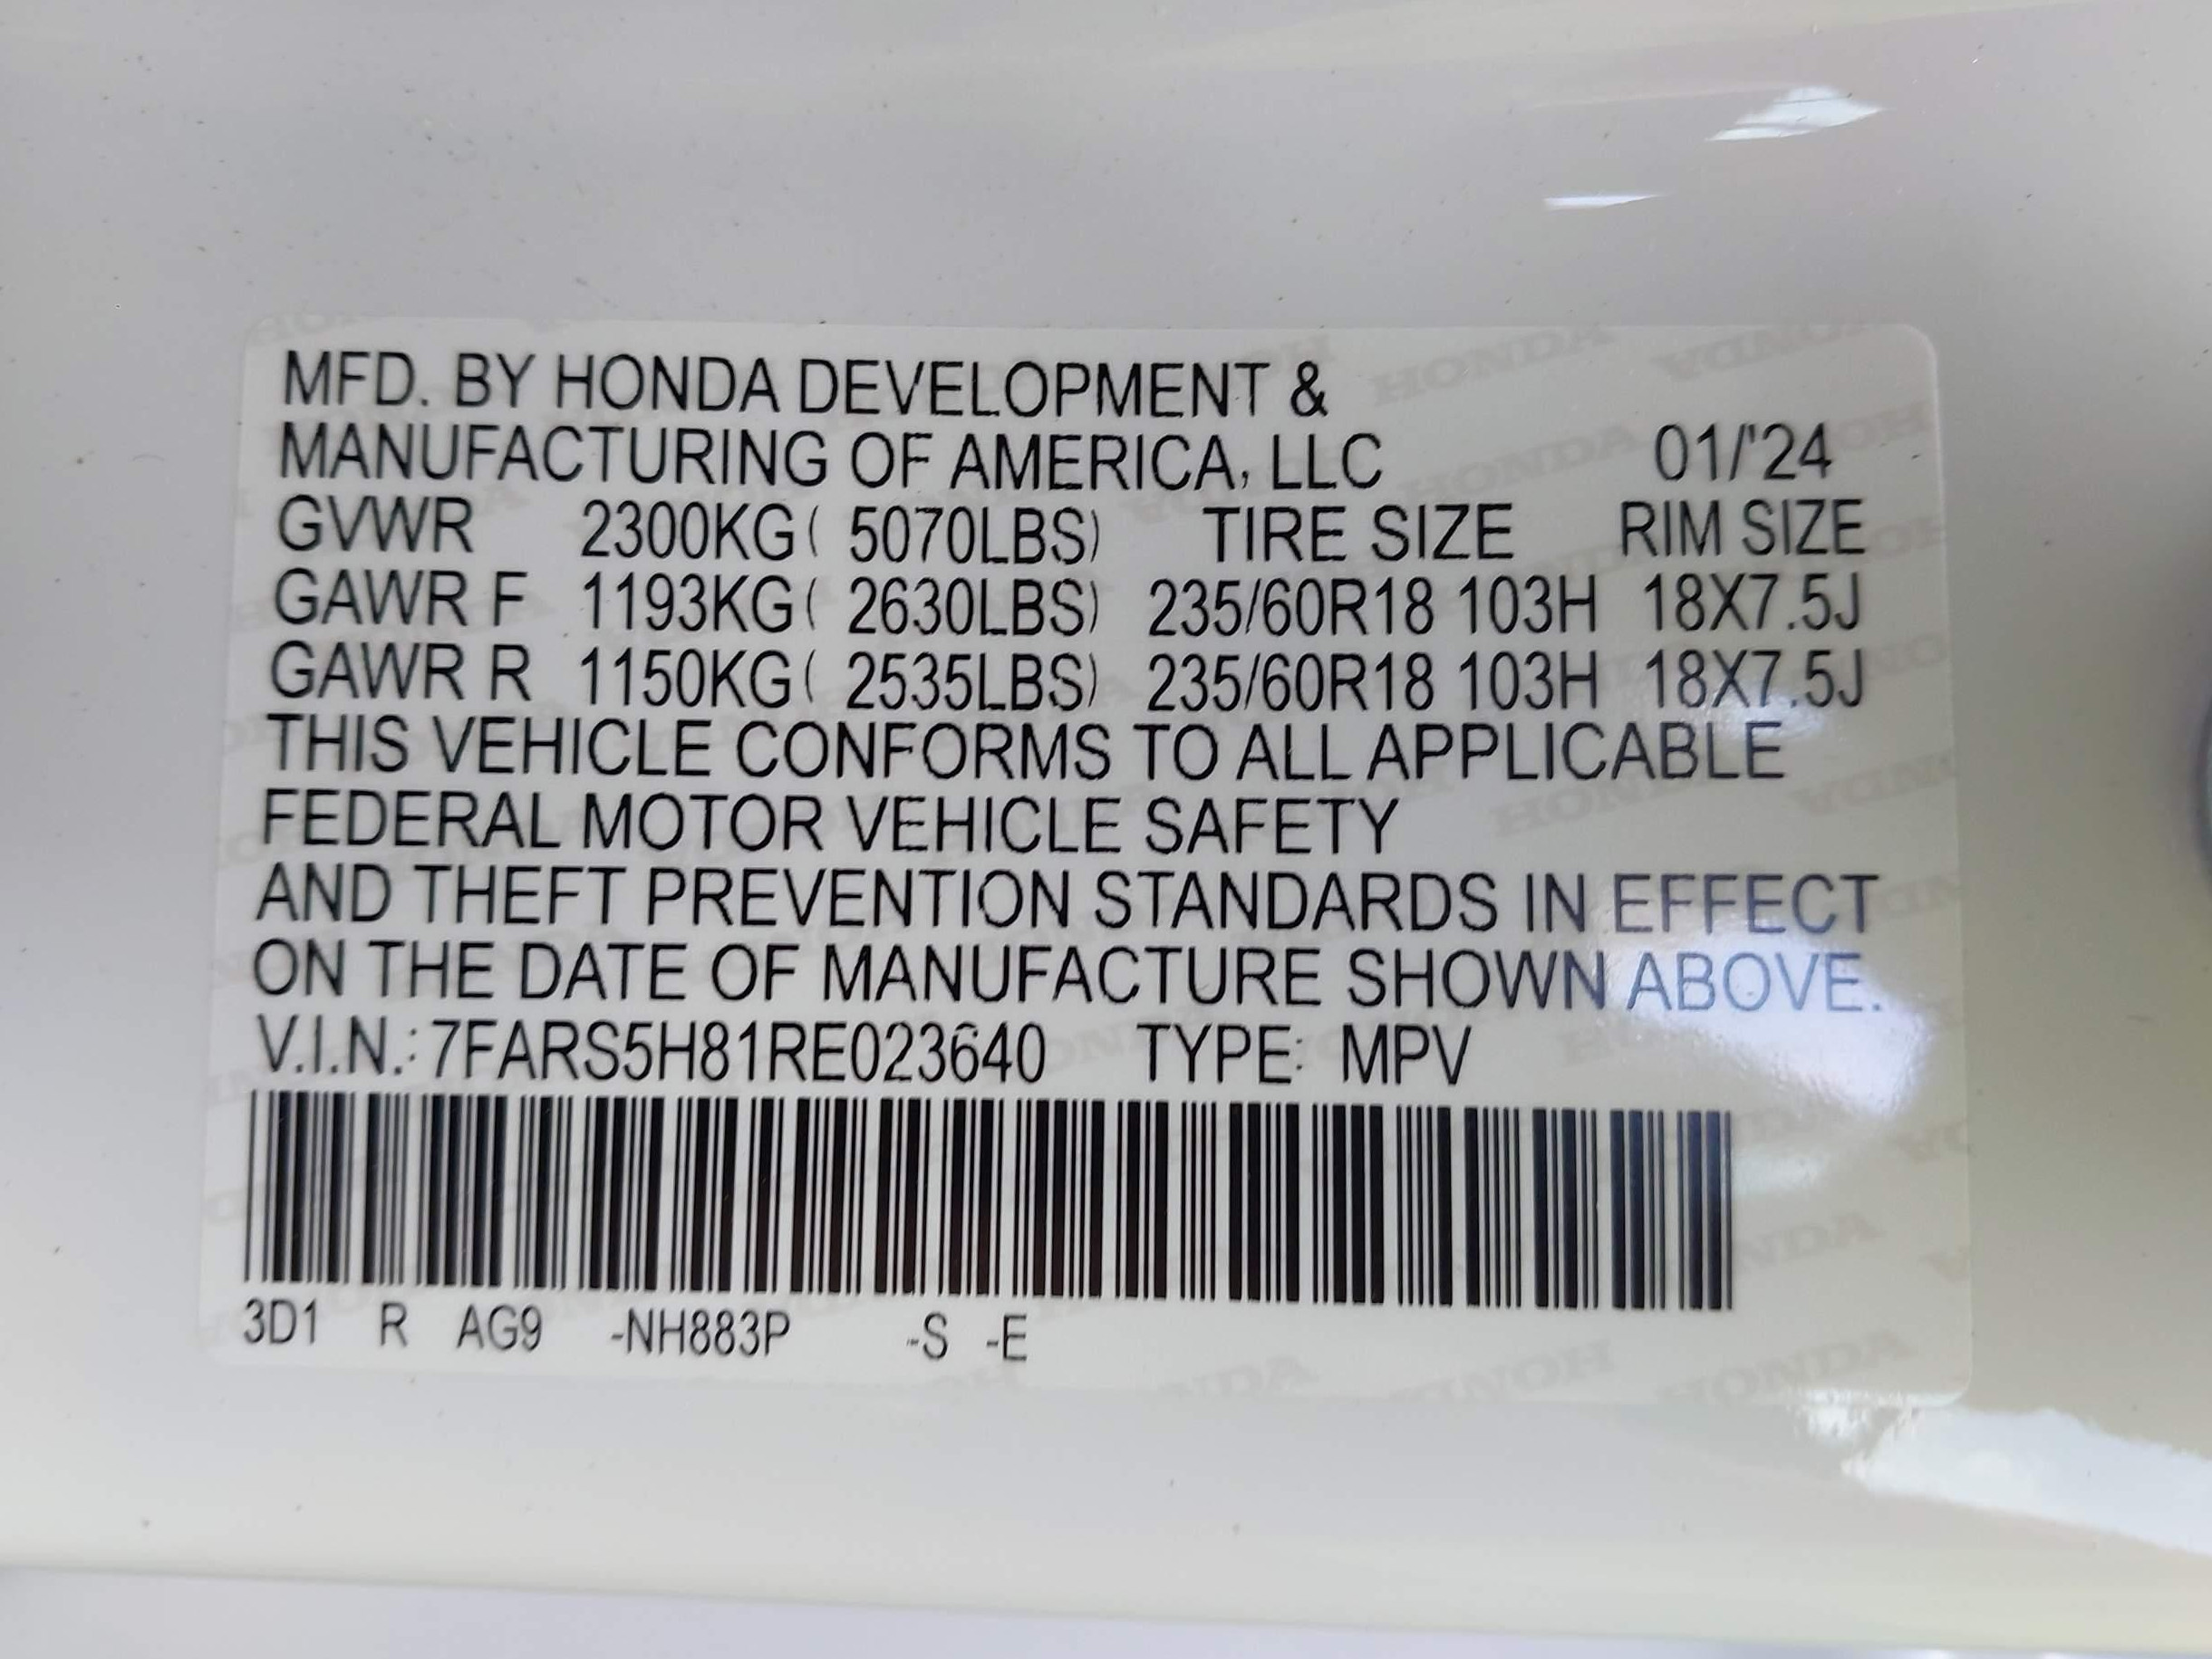 MFD. BY HONDA DEVELOPMENT &
MANUFACTURING OF AMERICA, LLC 01/'24
GVWR 2300KG( 5070LBS) TIRE SIZE RIM SIZE
GAWR F 1193KG( 2630LBS) 235/60R18 103H 18X7.5J
GAWR R 1150KG( 2535LBS) 235/60R18 103H 18X7.5J
THIS VEHICLE CONFORMS TO ALL APPLICABLE
FEDERAL MOTOR VEHICLE SAFETY
AND THEFT PREVENTION STANDARDS IN EFFECT
ON THE DATE OF MANUFACTURE SHOWN ABOVE.
V.I.N.: 7FARS5H81RE023640 TYPE: MPV
3D1 R AG9 -NH883P -S -E